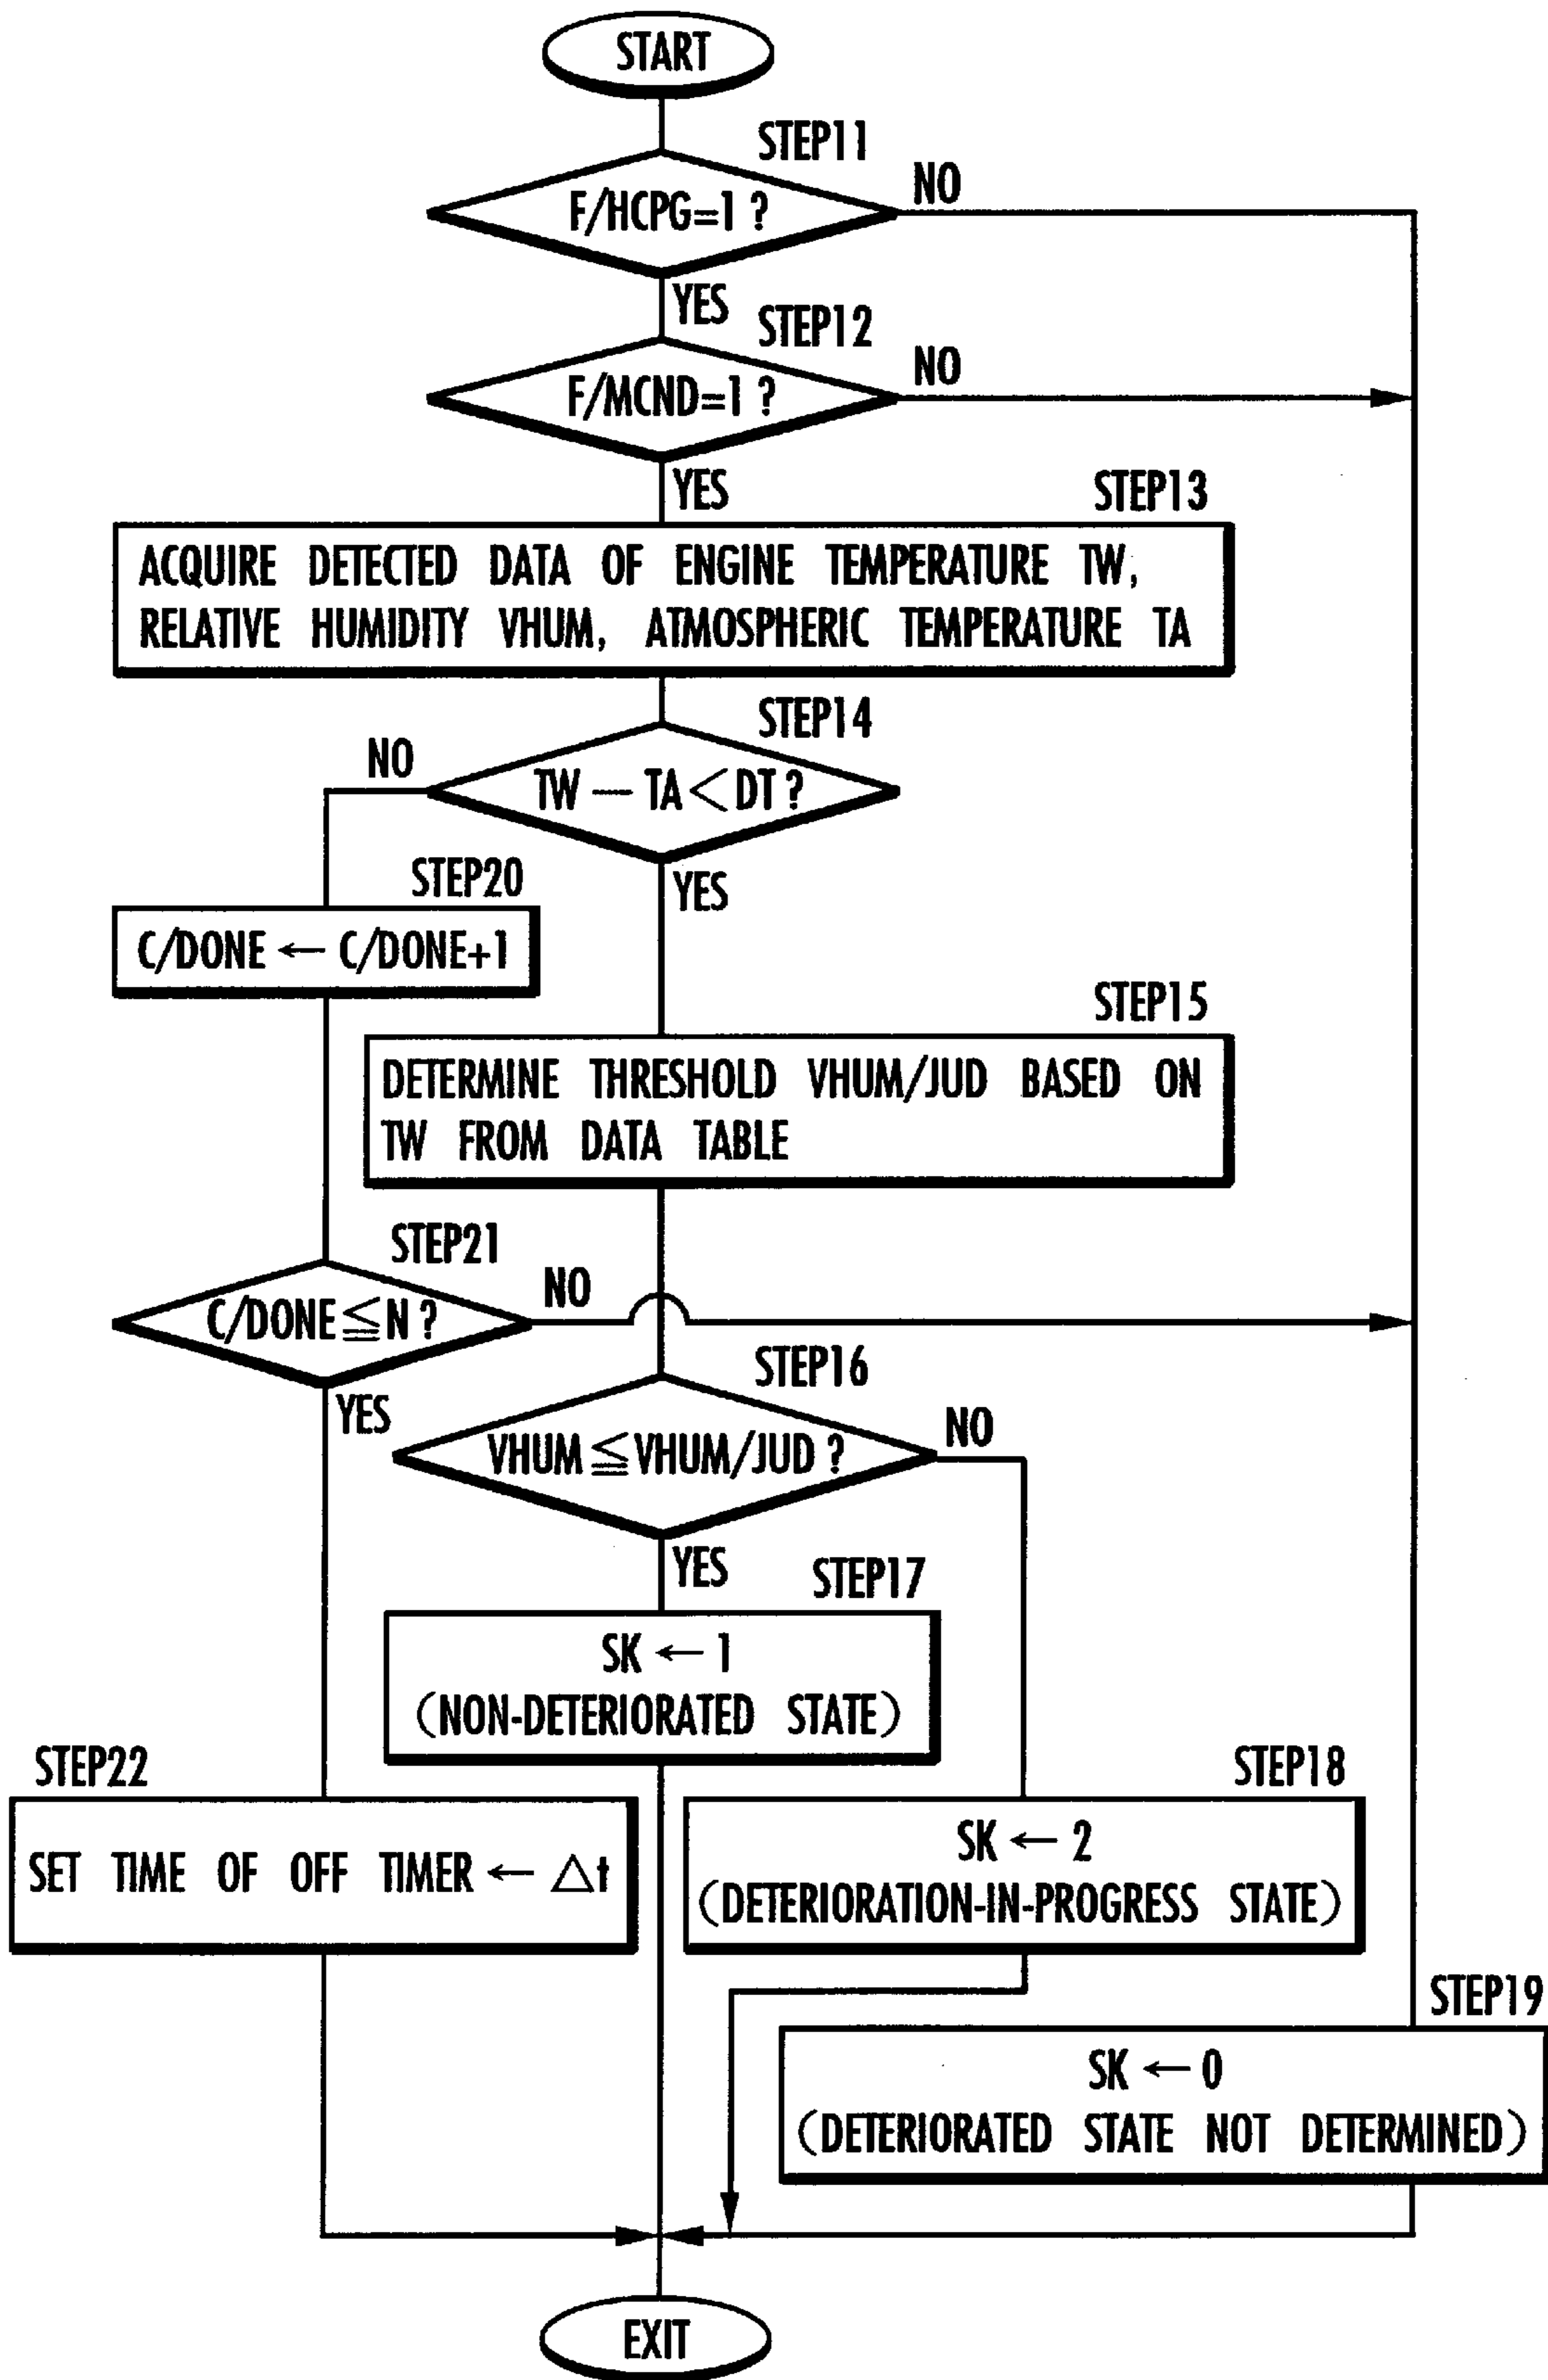 START
STEP11
F/HCPG=1 ?
NO
YES
STEP12
F/MCND=1 ?
NO
YES
STEP13
ACQUIRE DETECTED DATA OF ENGINE TEMPERATURE TW,
RELATIVE HUMIDITY VHUM, ATMOSPHERIC TEMPERATURE TA
STEP14
NO
TW — TA < DT ?
YES
STEP20
C/DONE ← C/DONE+1
STEP15
DETERMINE THRESHOLD VHUM/JUD BASED ON
TW FROM DATA TABLE
STEP21
NO
C/DONE ≦ N ?
YES
STEP16
VHUM ≦ VHUM/JUD ?
NO
YES
STEP17
SK ← 1
(NON-DETERIORATED STATE)
STEP22
SET TIME OF OFF TIMER ← △t
STEP18
SK ← 2
(DETERIORATION-IN-PROGRESS STATE)
STEP19
SK ← 0
(DETERIORATED STATE NOT DETERMINED)
EXIT